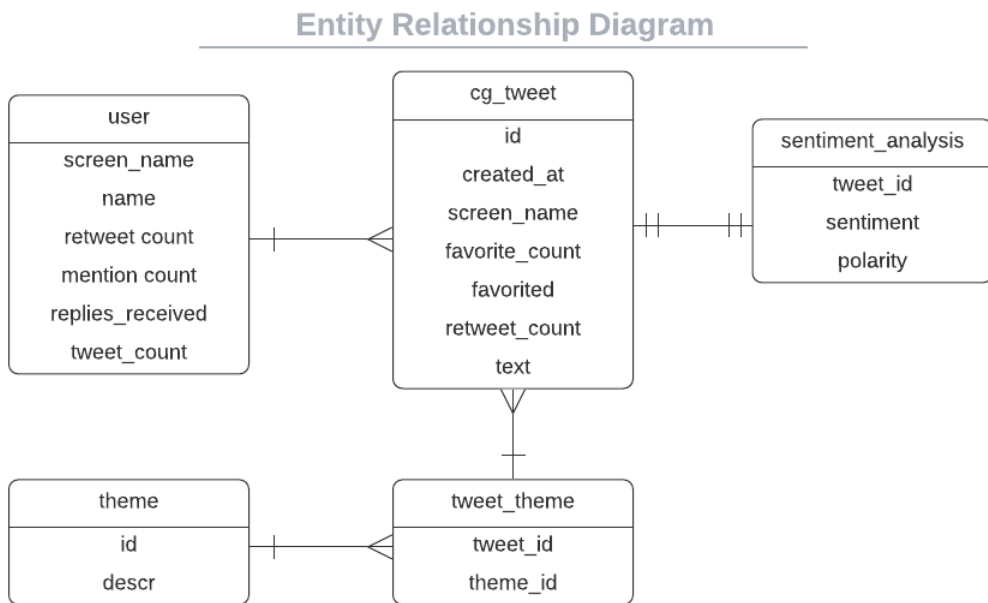 Entity Relationship Diagram
user
screen_name
name
retweet count
mention count
replies_received
tweet_count
cg_tweet
id
created_at
screen_name
favorite_count
favorited
retweet_count
text
sentiment_analysis
tweet_id
sentiment
polarity
theme
id
descr
tweet_theme
tweet_id
theme_id